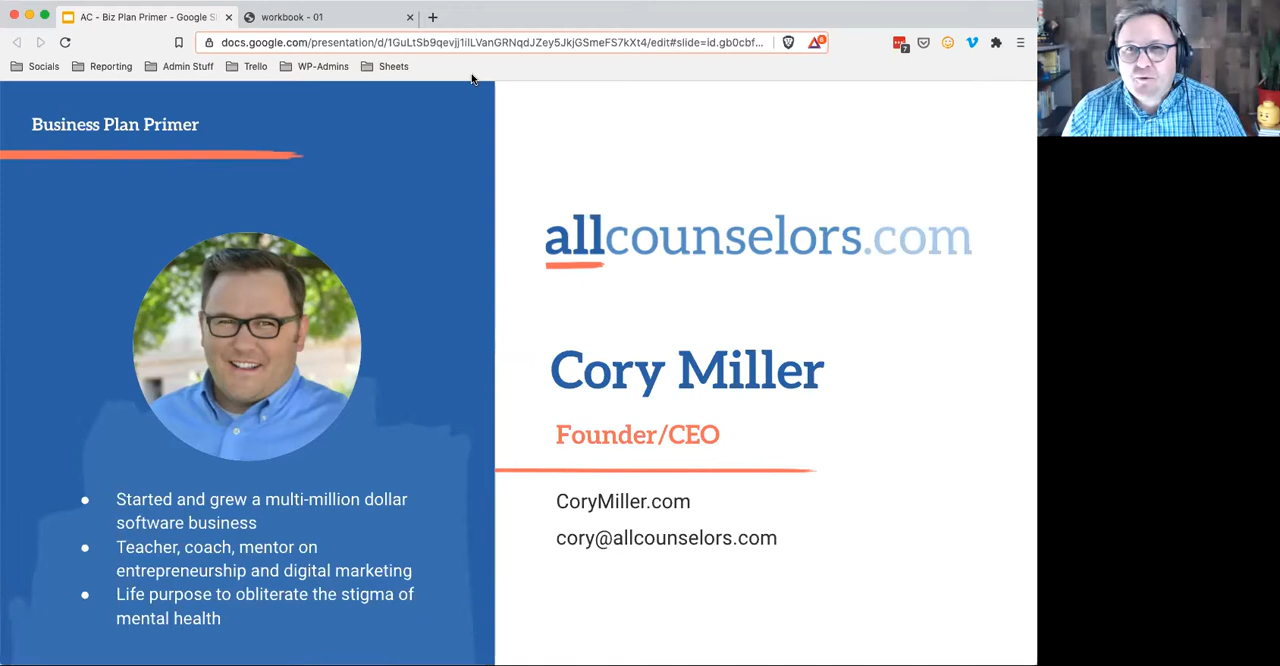 AC - Biz Plan Primer - Google Sl
workbook - 01
docs.google.com/presentation/d/1GuLtSb9qevjj1ilLVanGRNqdJZey5JkjGSmeFS7kXt4/edit#slide=id.gb0cbf...
6
7
Socials
Reporting
Admin Stuff
Trello
WP-Admins
Sheets
Business Plan Primer
● Started and grew a multi-million dollar
software business
● Teacher, coach, mentor on
entrepreneurship and digital marketing
● Life purpose to obliterate the stigma of
mental health
allcounselors.com
Cory Miller
Founder/CEO
CoryMiller.com
cory@allcounselors.com